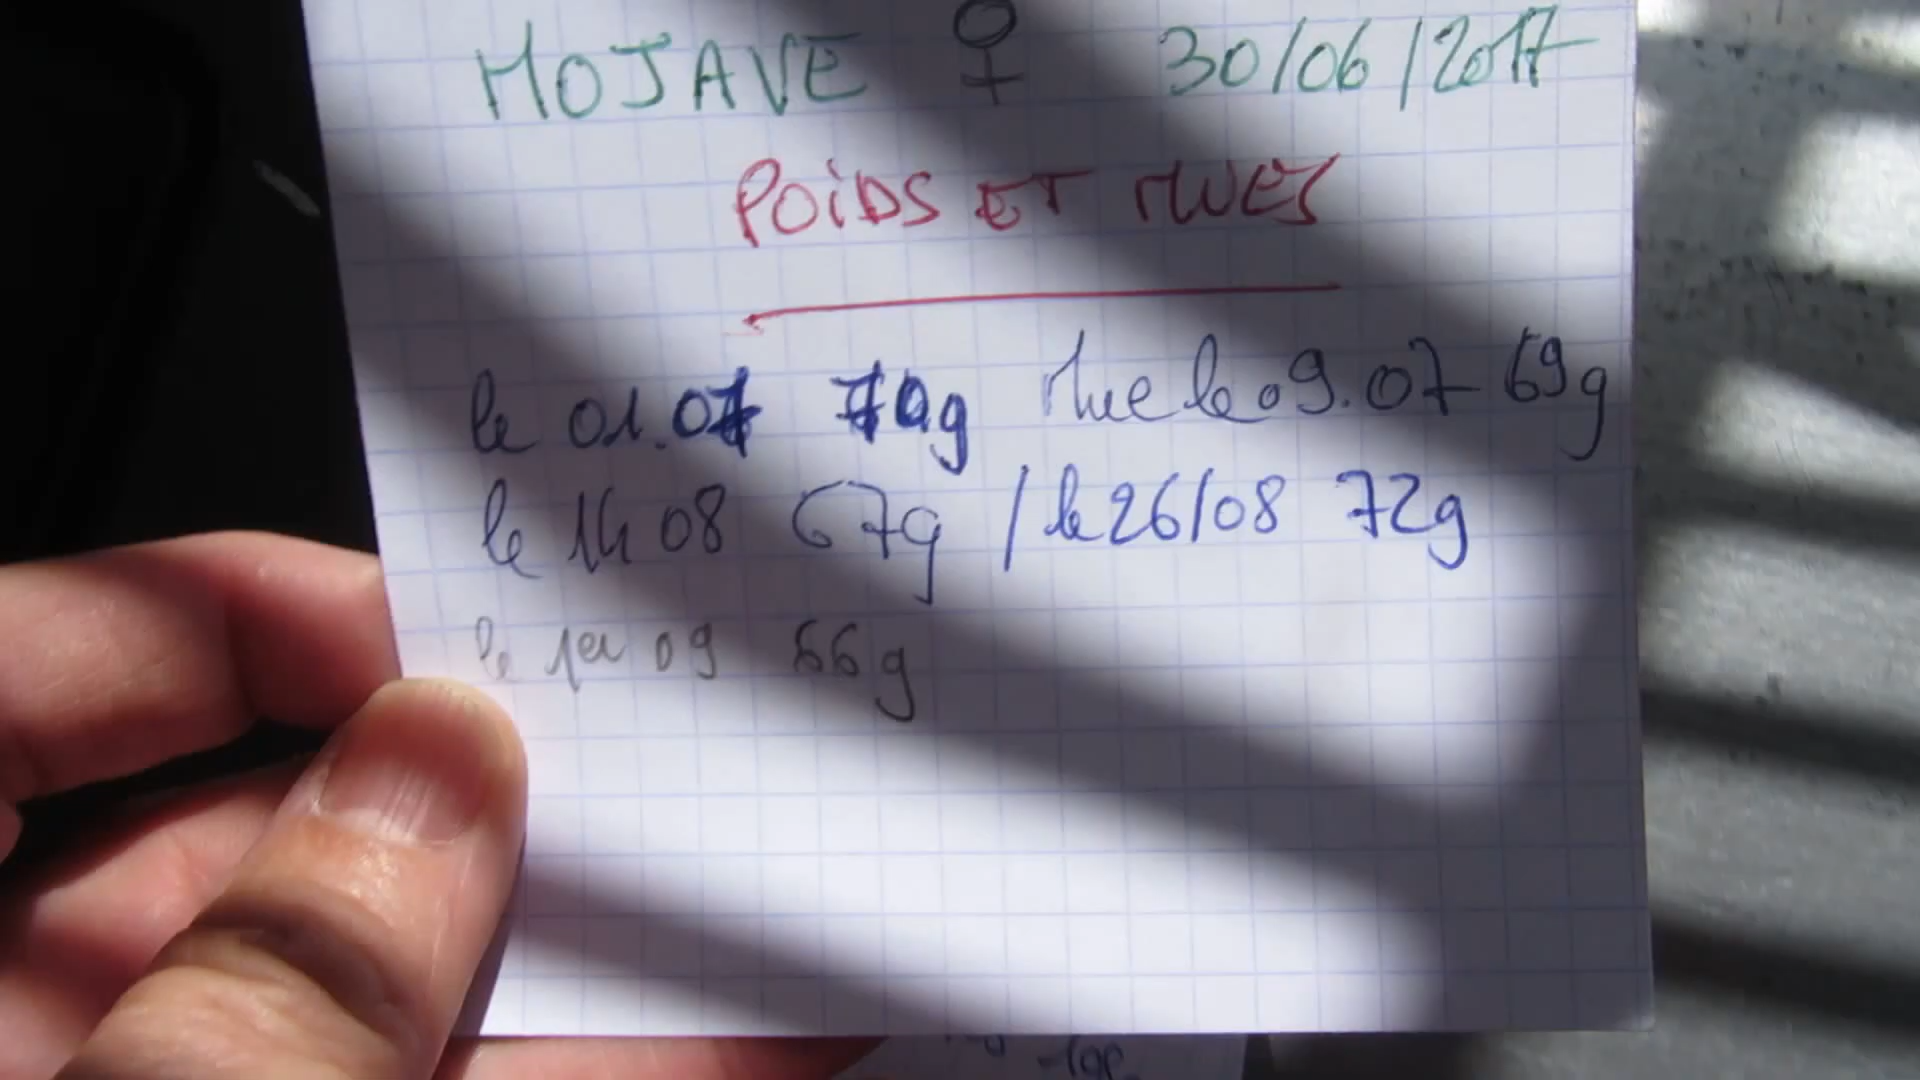 MOJAVE ♀ 30/06/2017
POIDS ET MUES
le 01.07 70g Mue le 09.07 69g
le 14 08 67g / le 26/08 72g
le 1er 09 66g